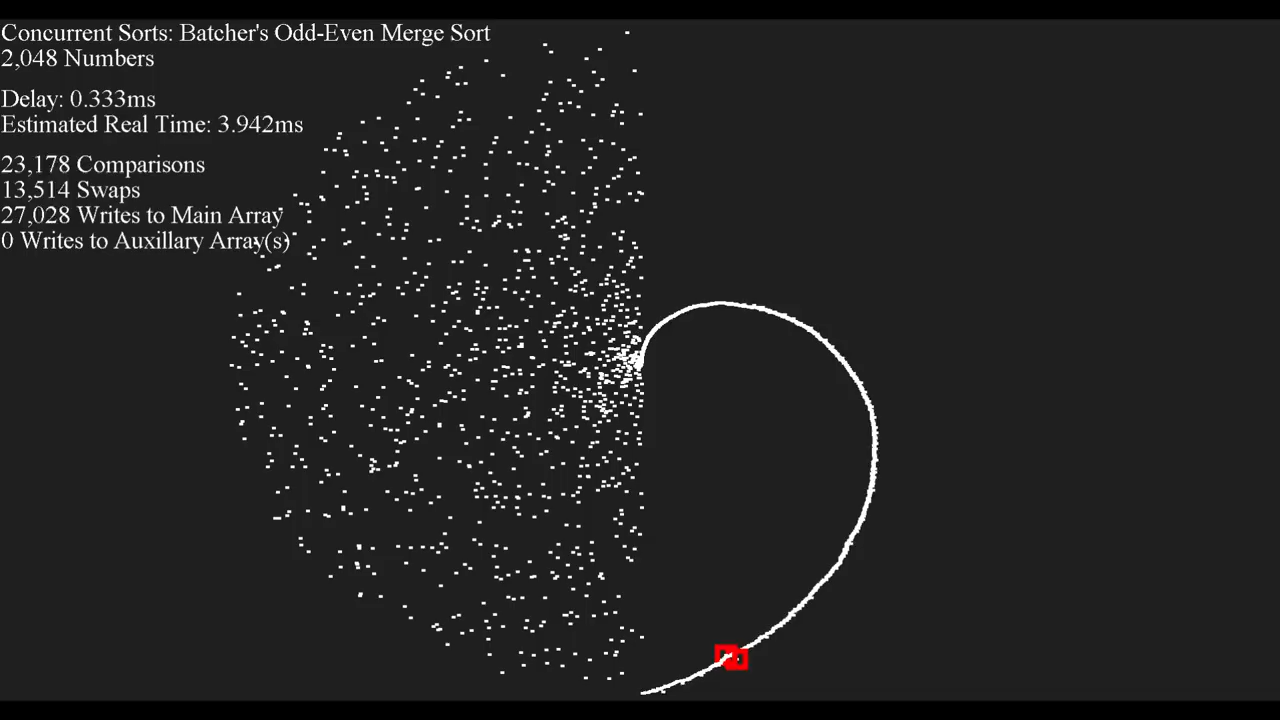 Concurrent Sorts: Batcher's Odd-Even Merge Sort
2,048 Numbers
Delay: 0.333ms
Estimated Real Time: 3.942ms
23,178 Comparisons
13,514 Swaps
27,028 Writes to Main Array
0 Writes to Auxillary Array(s)